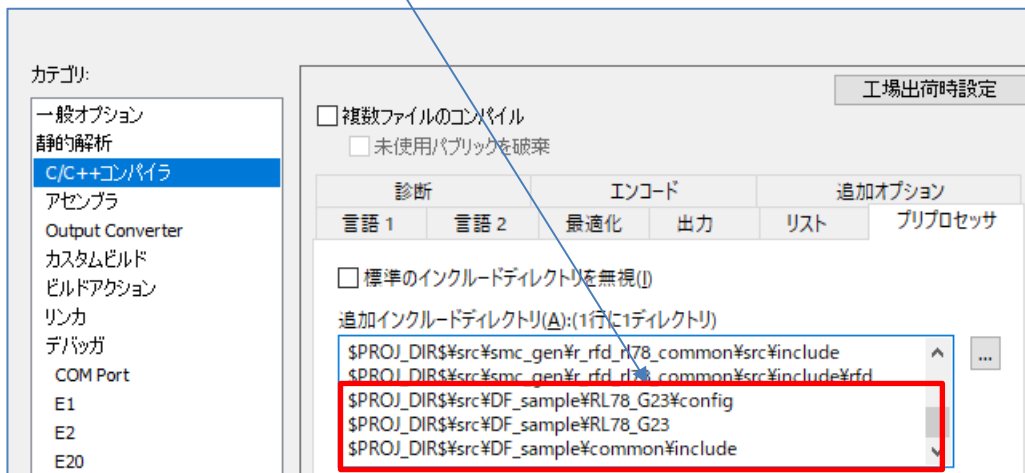 カテゴリ:
一般オプション
静的解析
C/C++コンパイラ
アセンブラ
Output Converter
カスタムビルド
ビルドアクション
リンカ
デバッガ
COM Port
E1
E2
E20
工場出荷時設定
複数ファイルのコンパイル
未使用パブリックを破棄
診断 エンコード 追加オプション
言語 1 言語 2 最適化 出力 リスト プリプロセッサ
標準のインクルードディレクトリを無視(I)
追加インクルードディレクトリ(A):(1行に1ディレクトリ)
$PROJ_DIR$¥src¥smc_gen¥r_rfd_rl78_common¥src¥include
$PROJ_DIR$¥src¥smc_gen¥r_rfd_rl78_common¥src¥include¥rfd
$PROJ_DIR$¥src¥DF_sample¥RL78_G23¥config
$PROJ_DIR$¥src¥DF_sample¥RL78_G23
$PROJ_DIR$¥src¥DF_sample¥common¥include
...